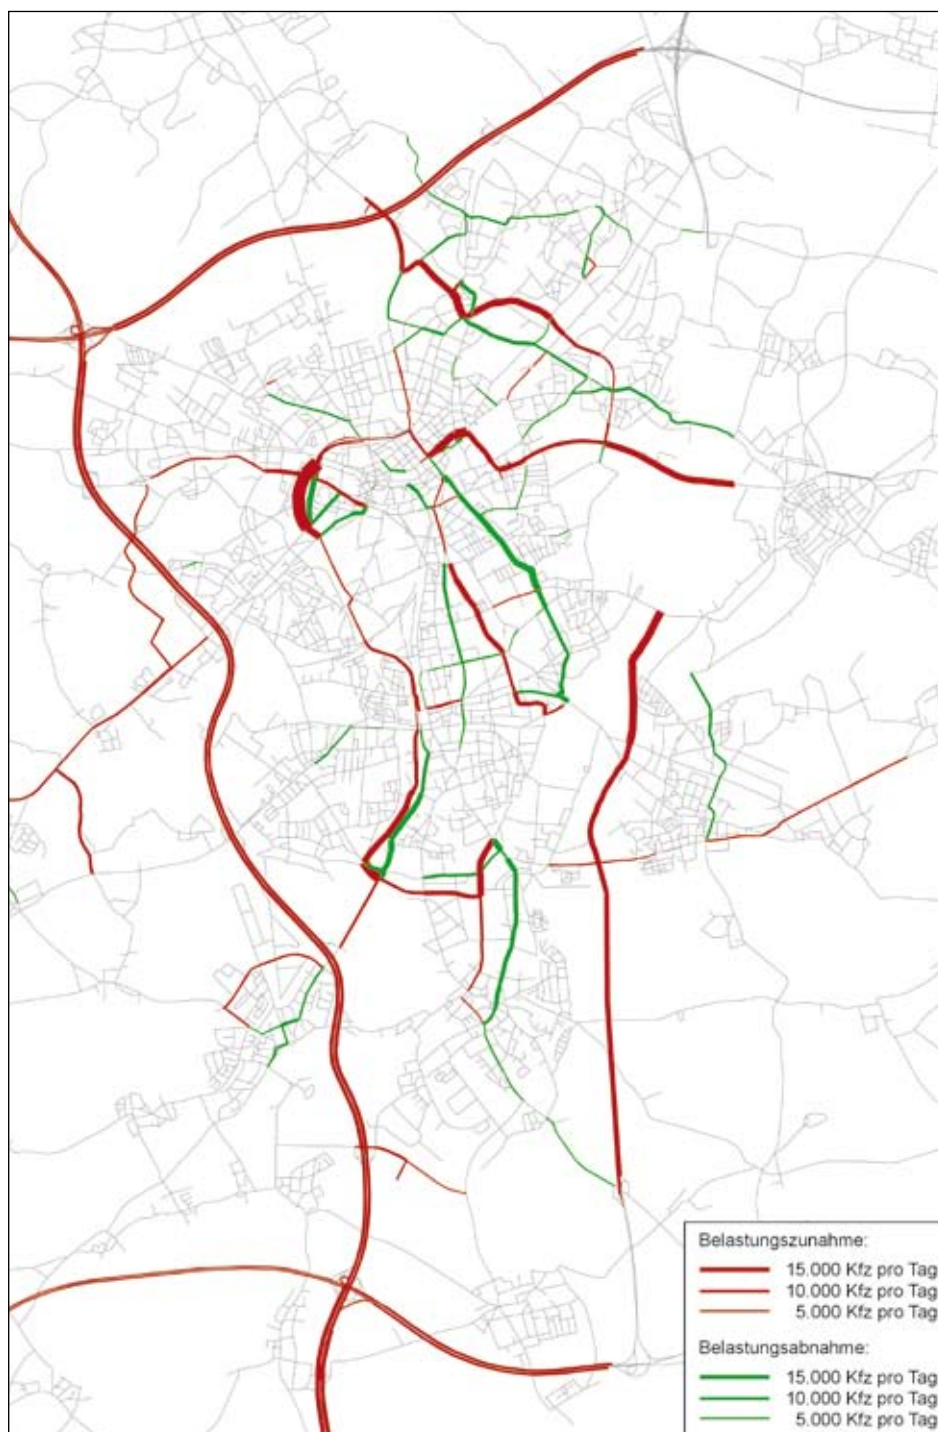 Belastungszunahme:
15.000 Kfz pro Tag
10.000 Kfz pro Tag
5.000 Kfz pro Tag
Belastungsabnahme:
15.000 Kfz pro Tag
10.000 Kfz pro Tag
5.000 Kfz pro Tag